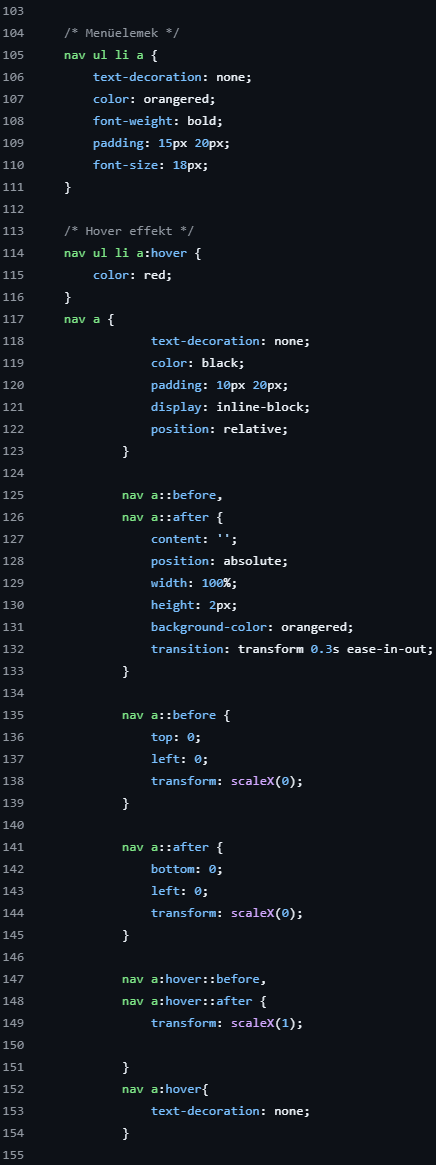 103
104 /* Menüelemek */
105 nav ul li a {
106 text-decoration: none;
107 color: orangered;
108 font-weight: bold;
109 padding: 15px 20px;
110 font-size: 18px;
111 }
112
113 /* Hover effekt */
114 nav ul li a:hover {
115 color: red;
116 }
117 nav a {
118 text-decoration: none;
119 color: black;
120 padding: 10px 20px;
121 display: inline-block;
122 position: relative;
123 }
124
125 nav a::before,
126 nav a::after {
127 content: '';
128 position: absolute;
129 width: 100%;
130 height: 2px;
131 background-color: orangered;
132 transition: transform 0.3s ease-in-out;
133 }
134
135 nav a::before {
136 top: 0;
137 left: 0;
138 transform: scaleX(0);
139 }
140
141 nav a::after {
142 bottom: 0;
143 left: 0;
144 transform: scaleX(0);
145 }
146
147 nav a:hover::before,
148 nav a:hover::after {
149 transform: scaleX(1);
150
151 }
152 nav a:hover{
153 text-decoration: none;
154 }
155